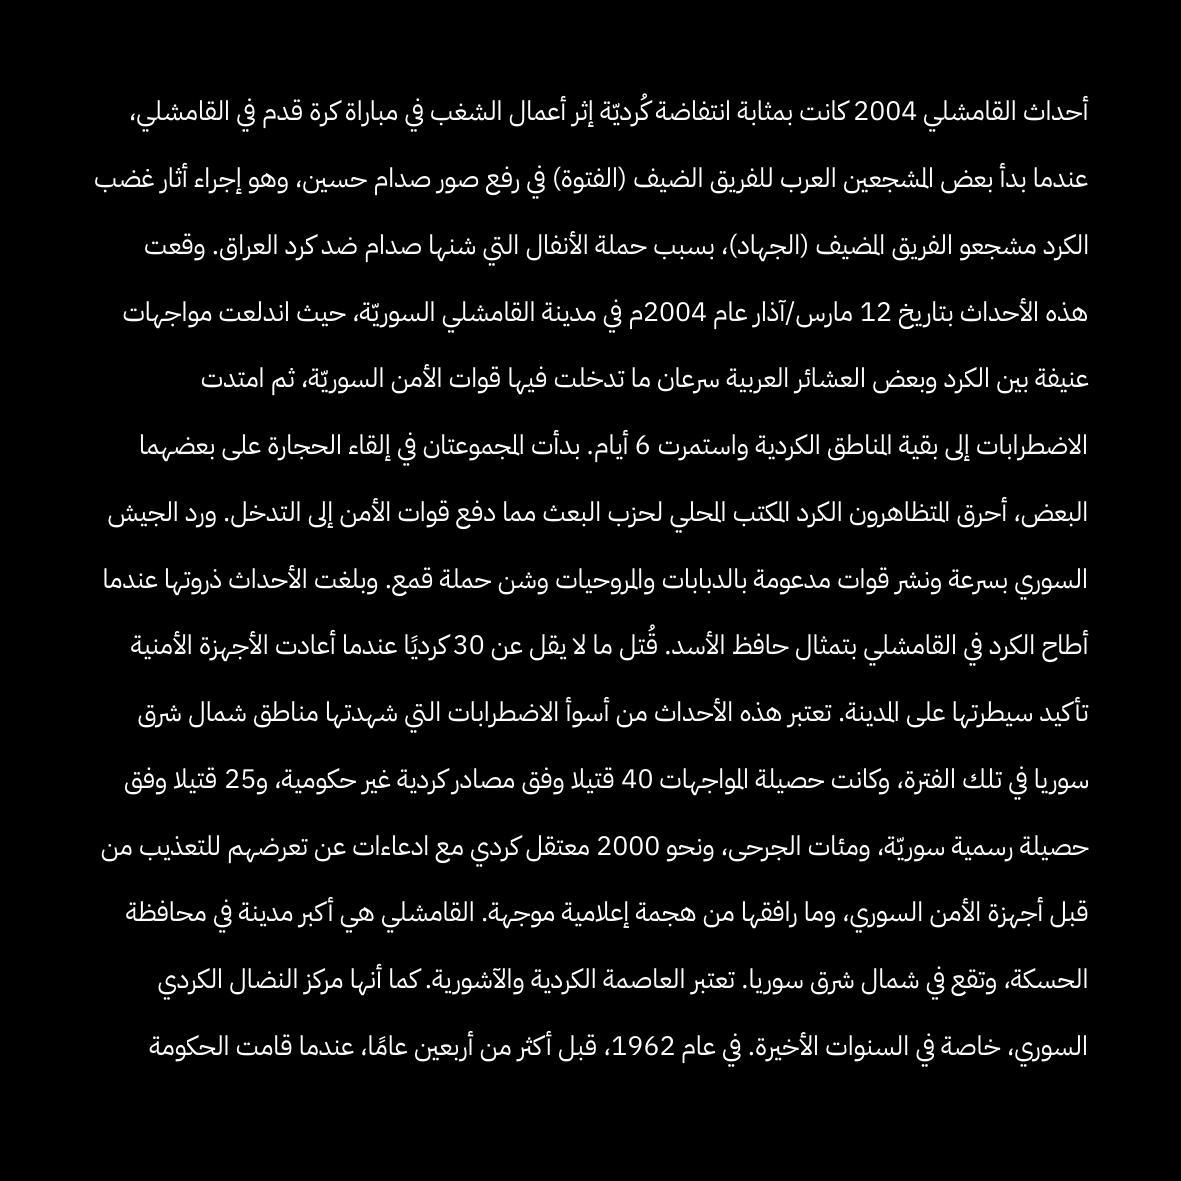 أحداث القامشلي 2004 كانت بمثابة انتفاضة كُرديّة إثر أعمال الشغب في مباراة كرة قدم في القامشلي،
عندما بدأ بعض المشجعين العرب للفريق الضيف (الفتوة) في رفع صور صدام حسين، وهو إجراء أثار غضب
الكرد مشجعو الفريق المضيف (الجهاد)، بسبب حملة الأنفال التي شنها صدام ضد كرد العراق. وقعت
هذه الأحداث بتاريخ 12 مارس/آذار عام 2004م في مدينة القامشلي السوريّة، حيث اندلعت مواجهات
عنيفة بين الكرد وبعض العشائر العربية سرعان ما تدخلت فيها قوات الأمن السوريّة، ثم امتدت
الاضطرابات إلى بقية المناطق الكردية واستمرت 6 أيام. بدأت المجموعتان في إلقاء الحجارة على بعضهما
البعض، أحرق المتظاهرون الكرد المكتب المحلي لحزب البعث مما دفع قوات الأمن إلى التدخل. ورد الجيش
السوري بسرعة ونشر قوات مدعومة بالدبابات والمروحيات وشن حملة قمع. وبلغت الأحداث ذروتها عندما
أطاح الكرد في القامشلي بتمثال حافظ الأسد. قُتل ما لا يقل عن 30 كرديًا عندما أعادت الأجهزة الأمنية
تأكيد سيطرتها على المدينة. تعتبر هذه الأحداث من أسوأ الاضطرابات التي شهدتها مناطق شمال شرق
سوريا في تلك الفترة، وكانت حصيلة المواجهات 40 قتيلا وفق مصادر كردية غير حكومية، و25 قتيلا وفق
حصيلة رسمية سوريّة، ومئات الجرحى، ونحو 2000 معتقل كردي مع ادعاءات عن تعرضهم للتعذيب من
قبل أجهزة الأمن السوري، وما رافقها من هجمة إعلامية موجهة. القامشلي هي أكبر مدينة في محافظة
الحسكة، وتقع في شمال شرق سوريا. تعتبر العاصمة الكردية والآشورية. كما أنها مركز النضال الكردي
السوري، خاصة في السنوات الأخيرة. في عام 1962، قبل أكثر من أربعين عامًا، عندما قامت الحكومة